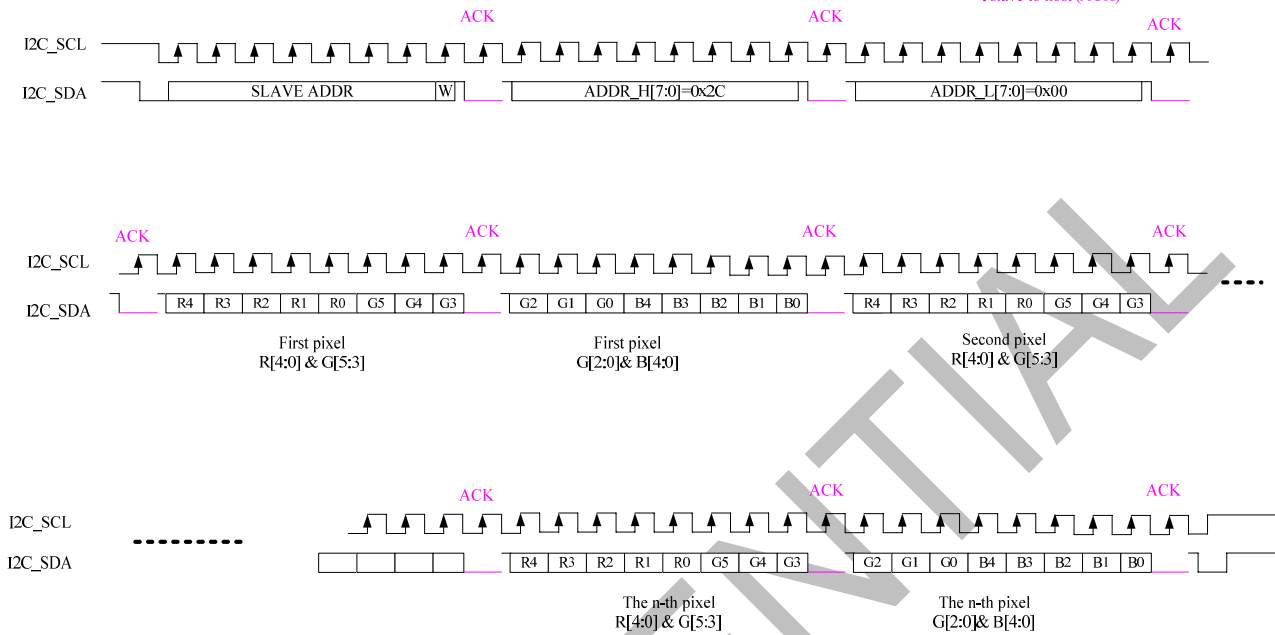 ACK ACK ACK
I2C_SCL
I2C_SDA SLAVE ADDR W ADDR_H[7:0]=0x2C ADDR_L[7:0]=0x00
ACK ACK ACK ACK
I2C_SCL
I2C_SDA R4 R3 R2 R1 R0 G5 G4 G3 G2 G1 G0 B4 B3 B2 B1 B0 R4 R3 R2 R1 R0 G5 G4 G3
First pixel First pixel Second pixel
R[4:0] & G[5:3] G[2:0]& B[4:0] R[4:0] & G[5:3]
ACK ACK ACK
I2C_SCL
I2C_SDA R4 R3 R2 R1 R0 G5 G4 G3 G2 G1 G0 B4 B3 B2 B1 B0
The n-th pixel The n-th pixel
R[4:0] & G[5:3] G[2:0]& B[4:0]
ENTIAL